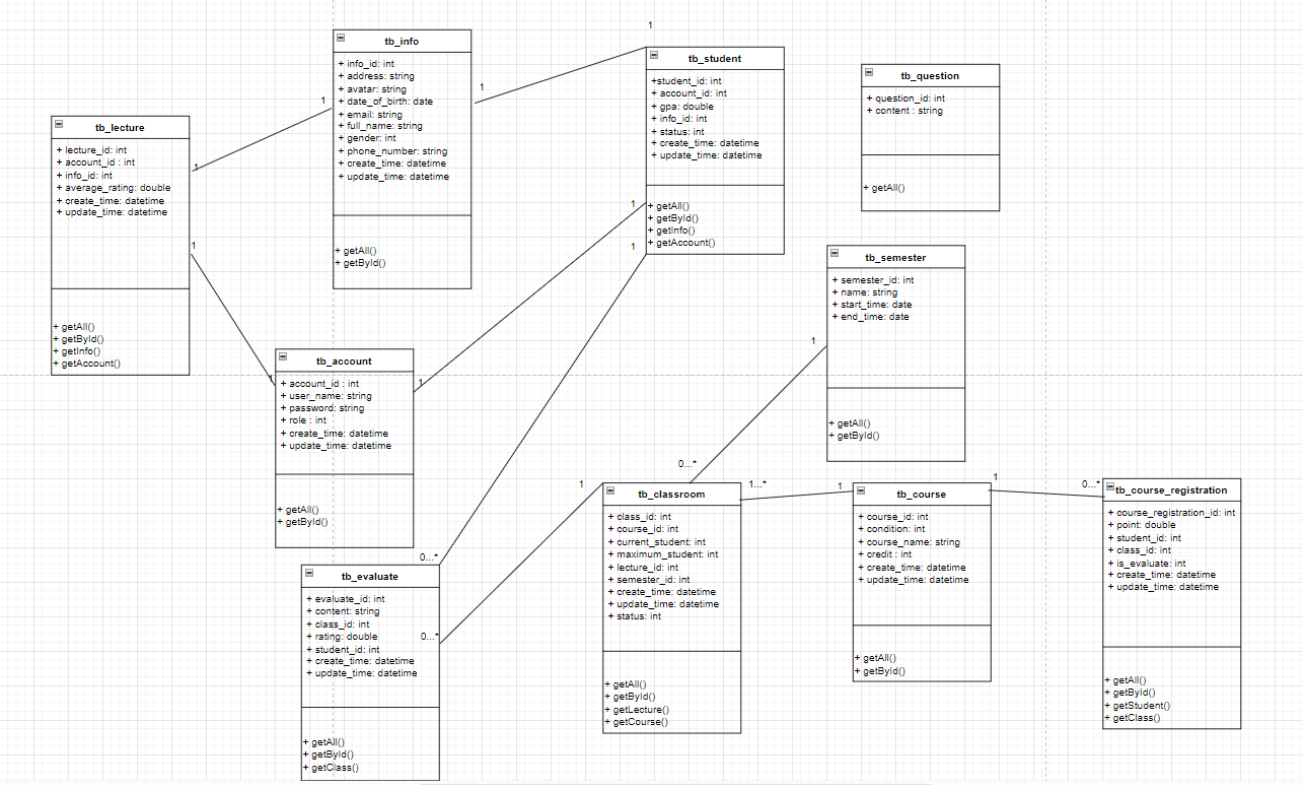 tb_info
+ info_id: int
+ address: string
+ avatar: string
+ date_of_birth: date
+ email: string
+ full_name: string
+ gender: int
+ phone_number: string
+ create_time: datetime
+ update_time: datetime
+ getAll()
+ getById()
1
1
1
tb_student
+student_id: int
+ account_id: int
+ gpa: double
+ info_id: int
+ status: int
+ create_time: datetime
+ update_time: datetime
+ getAll()
+ getById()
+ getInfo()
+ getAccount()
1
1
tb_question
+ question_id: int
+ content : string
+ getAll()
tb_lecture
+ lecture_id: int
+ account_id : int
+ info_id: int
+ average_rating: double
+ create_time: datetime
+ update_time: datetime
+ getAll()
+ getById()
+ getInfo()
+ getAccount()
1
1
tb_semester
+ semester_id: int
+ name: string
+ start_time: date
+ end_time: date
+ getAll()
+ getById()
1
tb_account
+ account_id : int
+ user_name: string
+ password: string
+ role : int
+ create_time: datetime
+ update_time: datetime
+ getAll()
+ getById()
1
1
tb_classroom
+ class_id: int
+ course_id: int
+ current_student: int
+ maximum_student: int
+ lecture_id: int
+ semester_id: int
+ create_time: datetime
+ update_time: datetime
+ status: int
+ getAll()
+ getById()
+ getLecture()
+ getCourse()
0...*
1
1...*
1
tb_course
+ course_id: int
+ condition: int
+ course_name: string
+ credit : int
+ create_time: datetime
+ update_time: datetime
+ getAll()
+ getById()
1
0...*
tb_course_registration
+ course_registration_id: int
+ point: double
+ student_id: int
+ class_id: int
+ is_evaluate: int
+ create_time: datetime
+ update_time: datetime
+ getAll()
+ getById()
+ getStudent()
+ getClass()
0...*
tb_evaluate
+ evaluate_id: int
+ content: string
+ class_id: int
+ rating: double
0...*
+ student_id: int
+ create_time: datetime
+ update_time: datetime
+ getAll()
+ getById()
+ getClass()